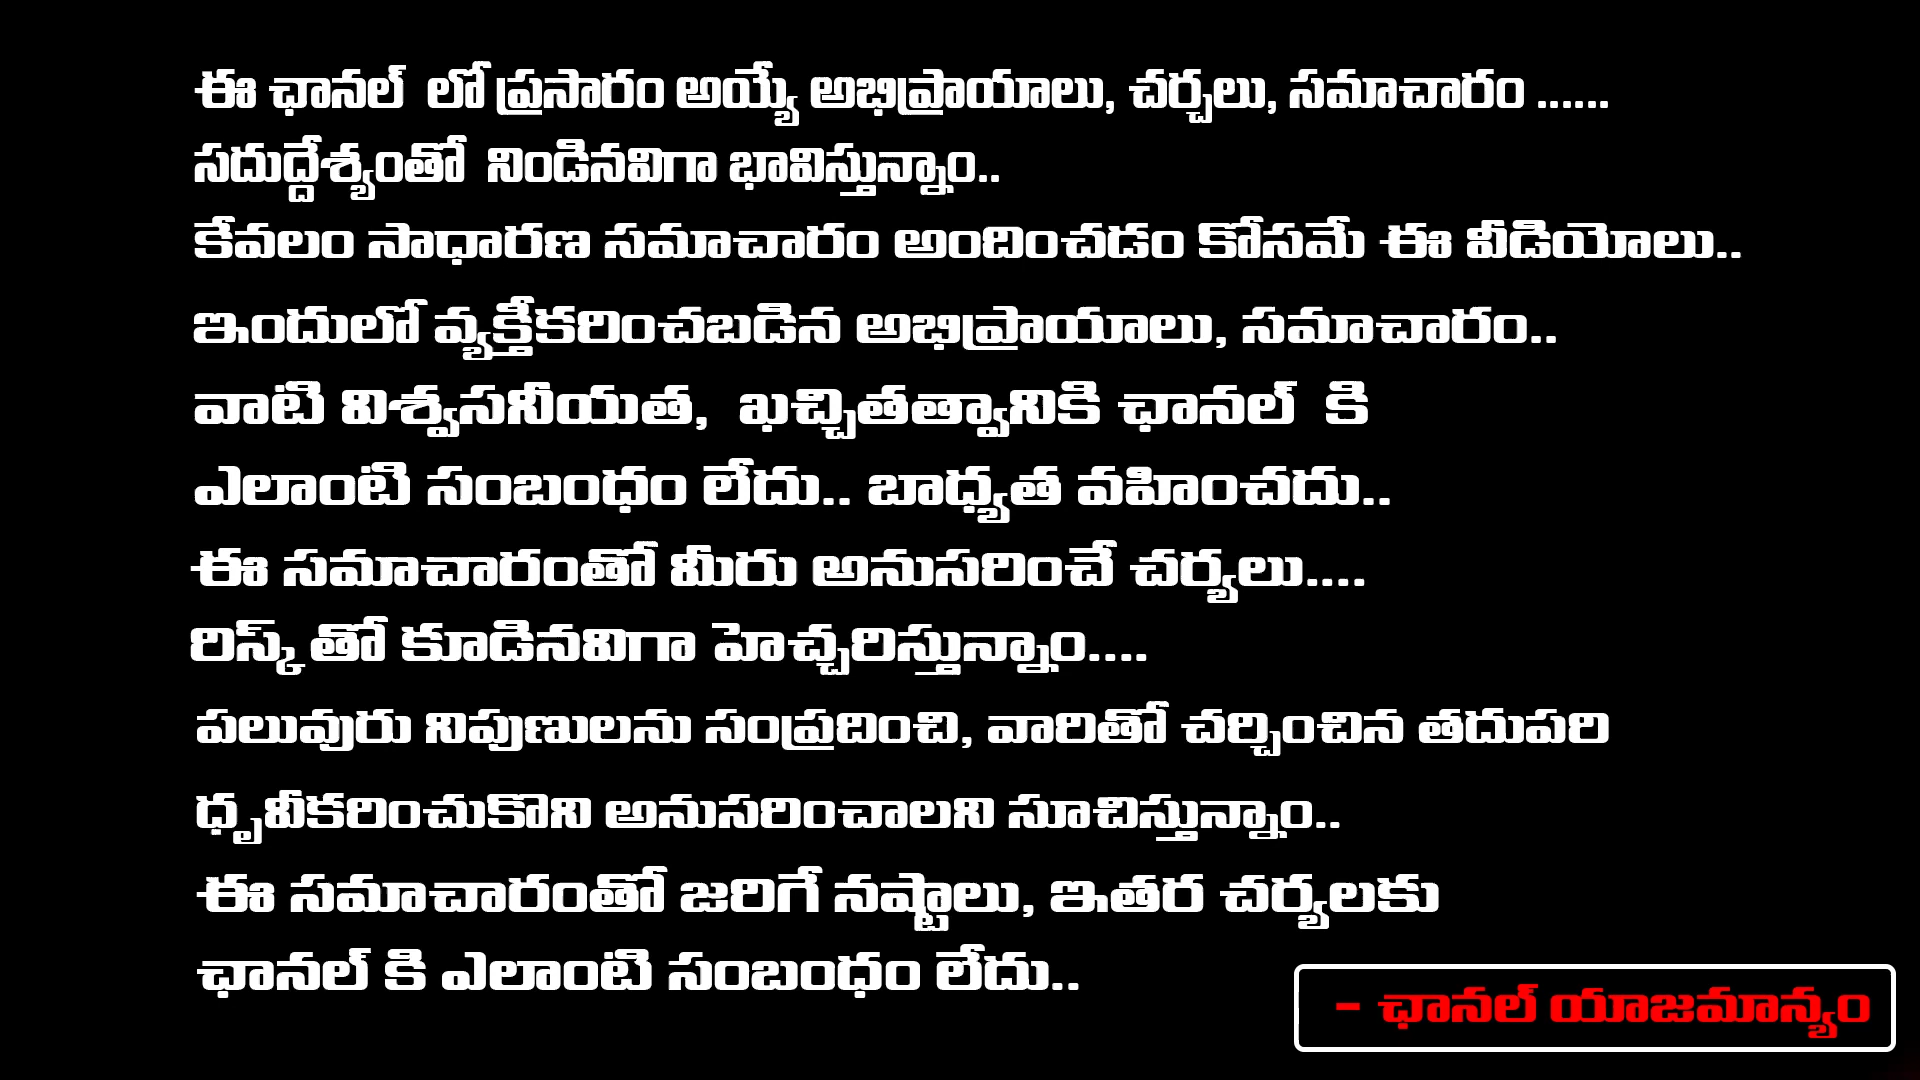 ఈ ఛానల్ లో ప్రసారం అయ్యే అభిప్రాయాలు, చర్చలు, సమాచారం ......
సదుద్దేశ్యంతో నిండినవిగా భావిస్తున్నాం..
కేవలం సాధారణ సమాచారం అందించడం కోసమే ఈ వీడియోలు..
ఇందులో వ్యక్తీకరించబడిన అభిప్రాయాలు, సమాచారం..
వాటి విశ్వసనీయత, ఖచ్చితత్వానికి ఛానల్ కి
ఎలాంటి సంబంధం లేదు.. బాధ్యత వహించదు..
ఈ సమాచారంతో మీరు అనుసరించే చర్యలు....
రిస్క్ తో కూడినవిగా హెచ్చరిస్తున్నాం....
పలువురు నిపుణులను సంప్రదించి, వారితో చర్చించిన తదుపరి
ధృవీకరించుకొని అనుసరించాలని సూచిస్తున్నాం..
ఈ సమాచారంతో జరిగే నష్టాలు, ఇతర చర్యలకు
ఛానల్ కి ఎలాంటి సంబంధం లేదు..
- ఛానల్ యాజమాన్యం